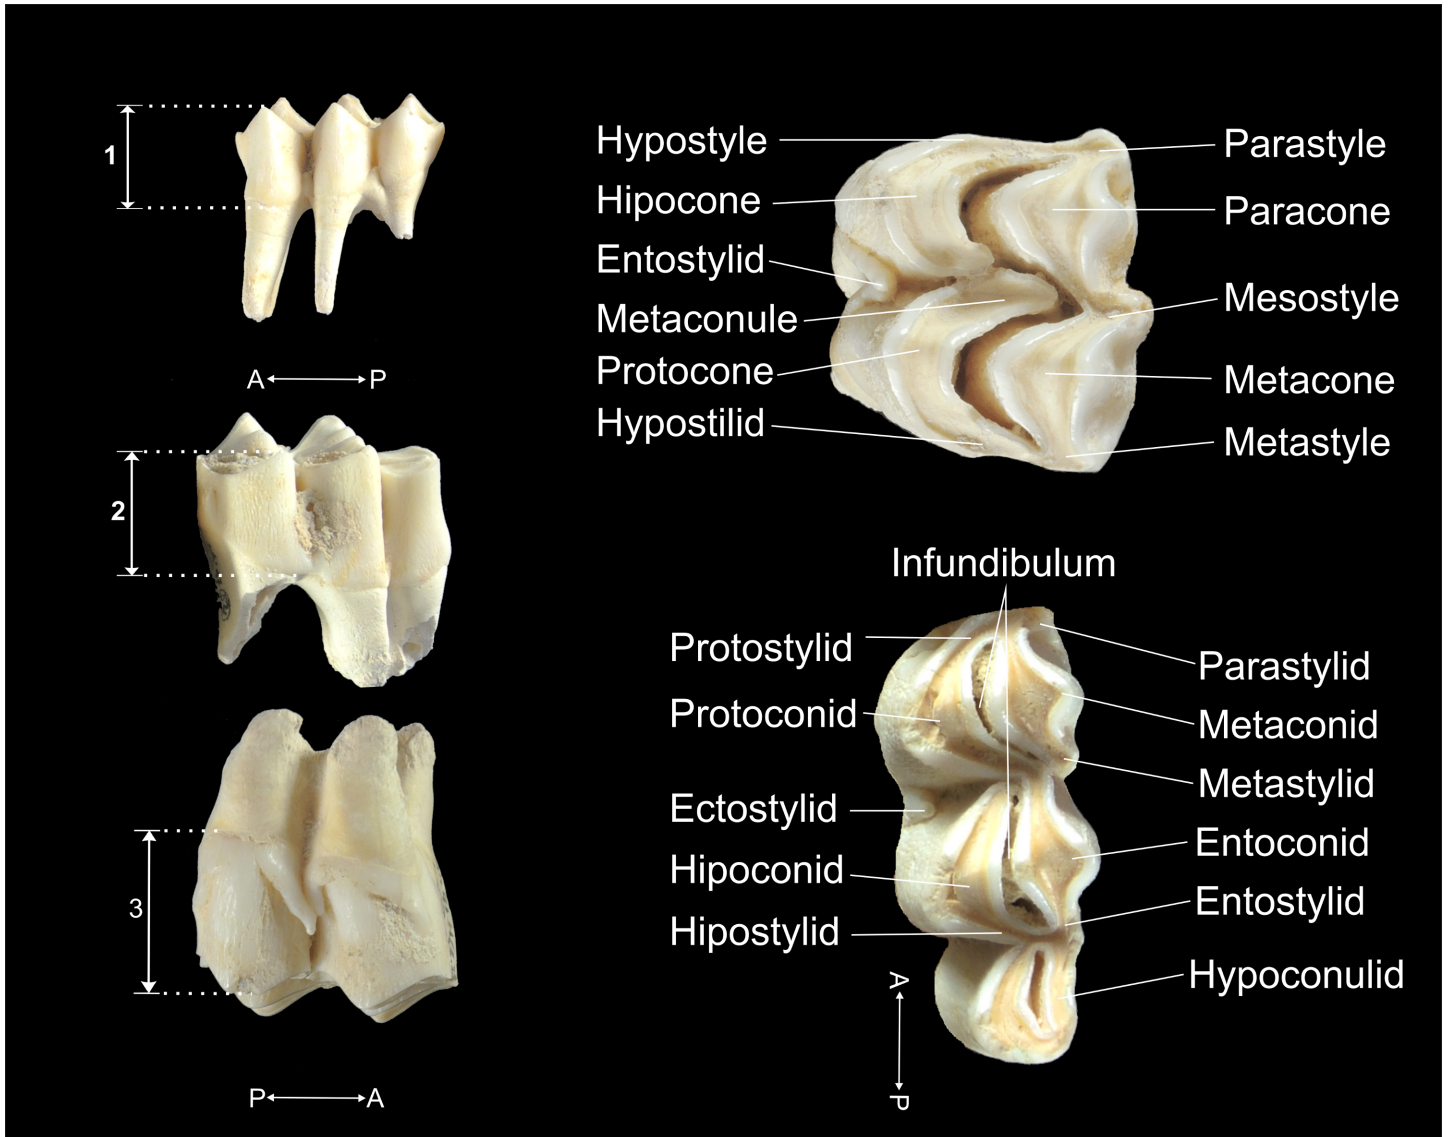 1
A P
2
3
P A
Hypostyle
Hipocone
Entostylid
Metaconule
Protocone
Hypostilid
Parastyle
Paracone
Mesostyle
Metacone
Metastyle
Infundibulum
Protostylid
Protoconid
Ectostylid
Hipoconid
Hipostylid
Parastylid
Metaconid
Metastylid
Entoconid
Entostylid
Hypoconulid
A
P